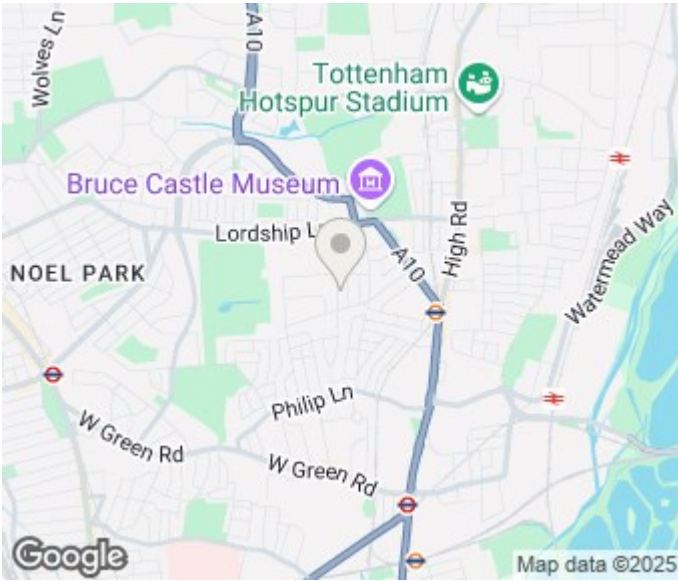 Wolves Ln
A10
Tottenham
Hotspur Stadium
Bruce Castle Museum
Lordship L
High Rd
A10
Watermead Way
NOEL PARK
Philip Ln
W Green Rd
W Green Rd
Google
Map data ©2025